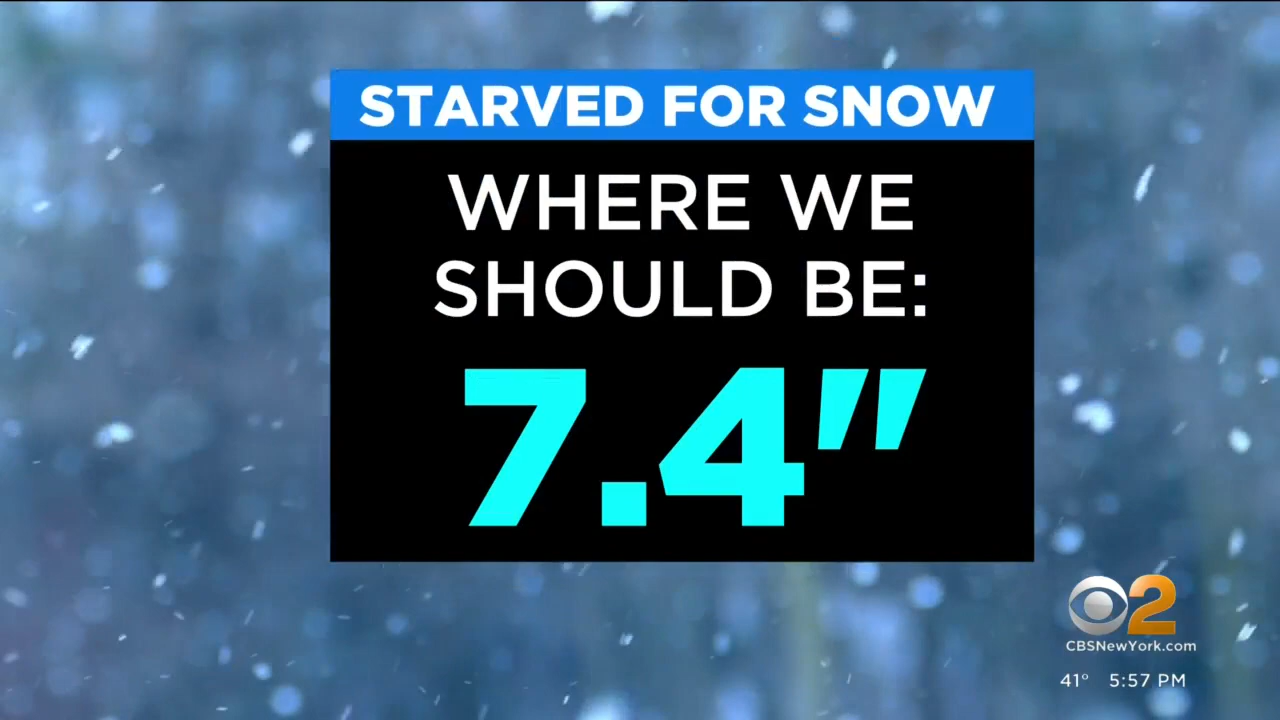 STARVED FOR SNOW
WHERE WE
SHOULD BE:
7.4"
2
CBSNewYork.com
41° 5:57 PM